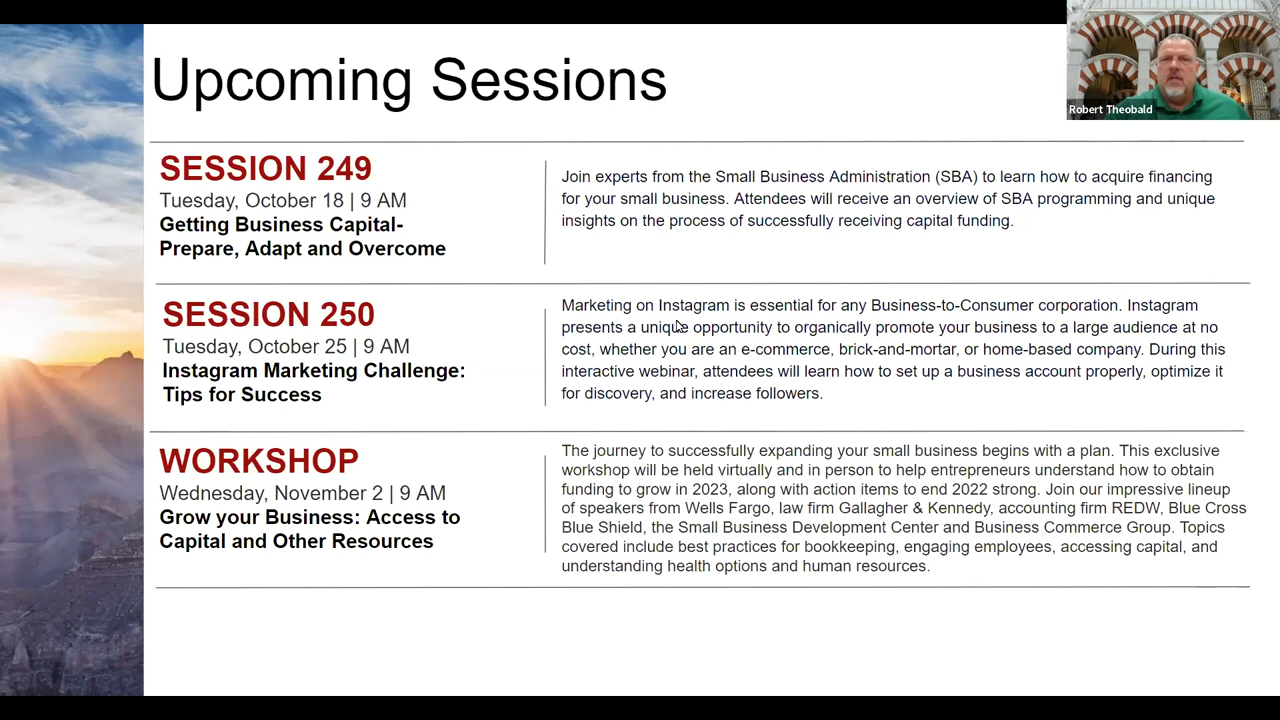 Upcoming Sessions
Robert Theobald
SESSION 249
Tuesday, October 18 | 9 AM
Getting Business Capital-
Prepare, Adapt and Overcome
Join experts from the Small Business Administration (SBA) to learn how to acquire financing
for your small business. Attendees will receive an overview of SBA programming and unique
insights on the process of successfully receiving capital funding.
SESSION 250
Tuesday, October 25 | 9 AM
Instagram Marketing Challenge:
Tips for Success
Marketing on Instagram is essential for any Business-to-Consumer corporation. Instagram
presents a unique opportunity to organically promote your business to a large audience at no
cost, whether you are an e-commerce, brick-and-mortar, or home-based company. During this
interactive webinar, attendees will learn how to set up a business account properly, optimize it
for discovery, and increase followers.
WORKSHOP
Wednesday, November 2 | 9 AM
Grow your Business: Access to
Capital and Other Resources
The journey to successfully expanding your small business begins with a plan. This exclusive
workshop will be held virtually and in person to help entrepreneurs understand how to obtain
funding to grow in 2023, along with action items to end 2022 strong. Join our impressive lineup
of speakers from Wells Fargo, law firm Gallagher & Kennedy, accounting firm REDW, Blue Cross
Blue Shield, the Small Business Development Center and Business Commerce Group. Topics
covered include best practices for bookkeeping, engaging employees, accessing capital, and
understanding health options and human resources.